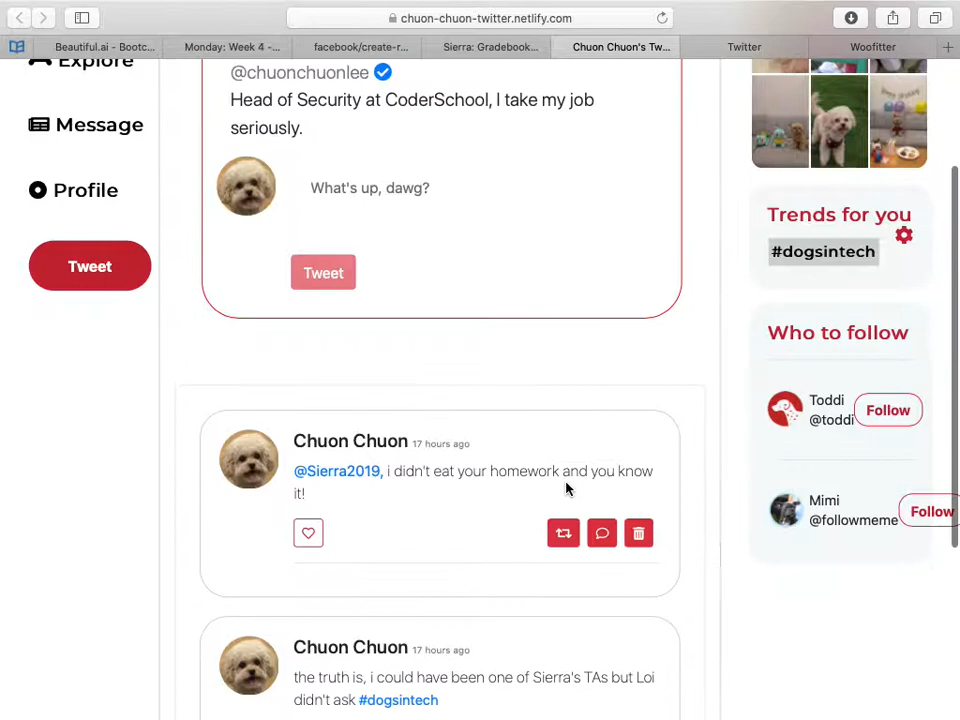 chuon-chuon-twitter.netlify.com
Beautiful.ai - Bootc...
Monday: Week 4 -...
facebook/create-r...
Sierra: Gradebook...
Chuon Chuon's Tw...
Twitter
Woofitter
Explore
Message
Profile
Tweet
@chuonchuonlee
Head of Security at CoderSchool, I take my job
seriously.
What's up, dawg?
Tweet
Chuon Chuon 17 hours ago
@Sierra2019, i didn't eat your homework and you know
it!
Chuon Chuon 17 hours ago
the truth is, i could have been one of Sierra's TAs but Loi
didn't ask #dogsintech
Trends for you
#dogsintech
Who to follow
Toddi
@toddi
Follow
Mimi
@followmeme
Follow